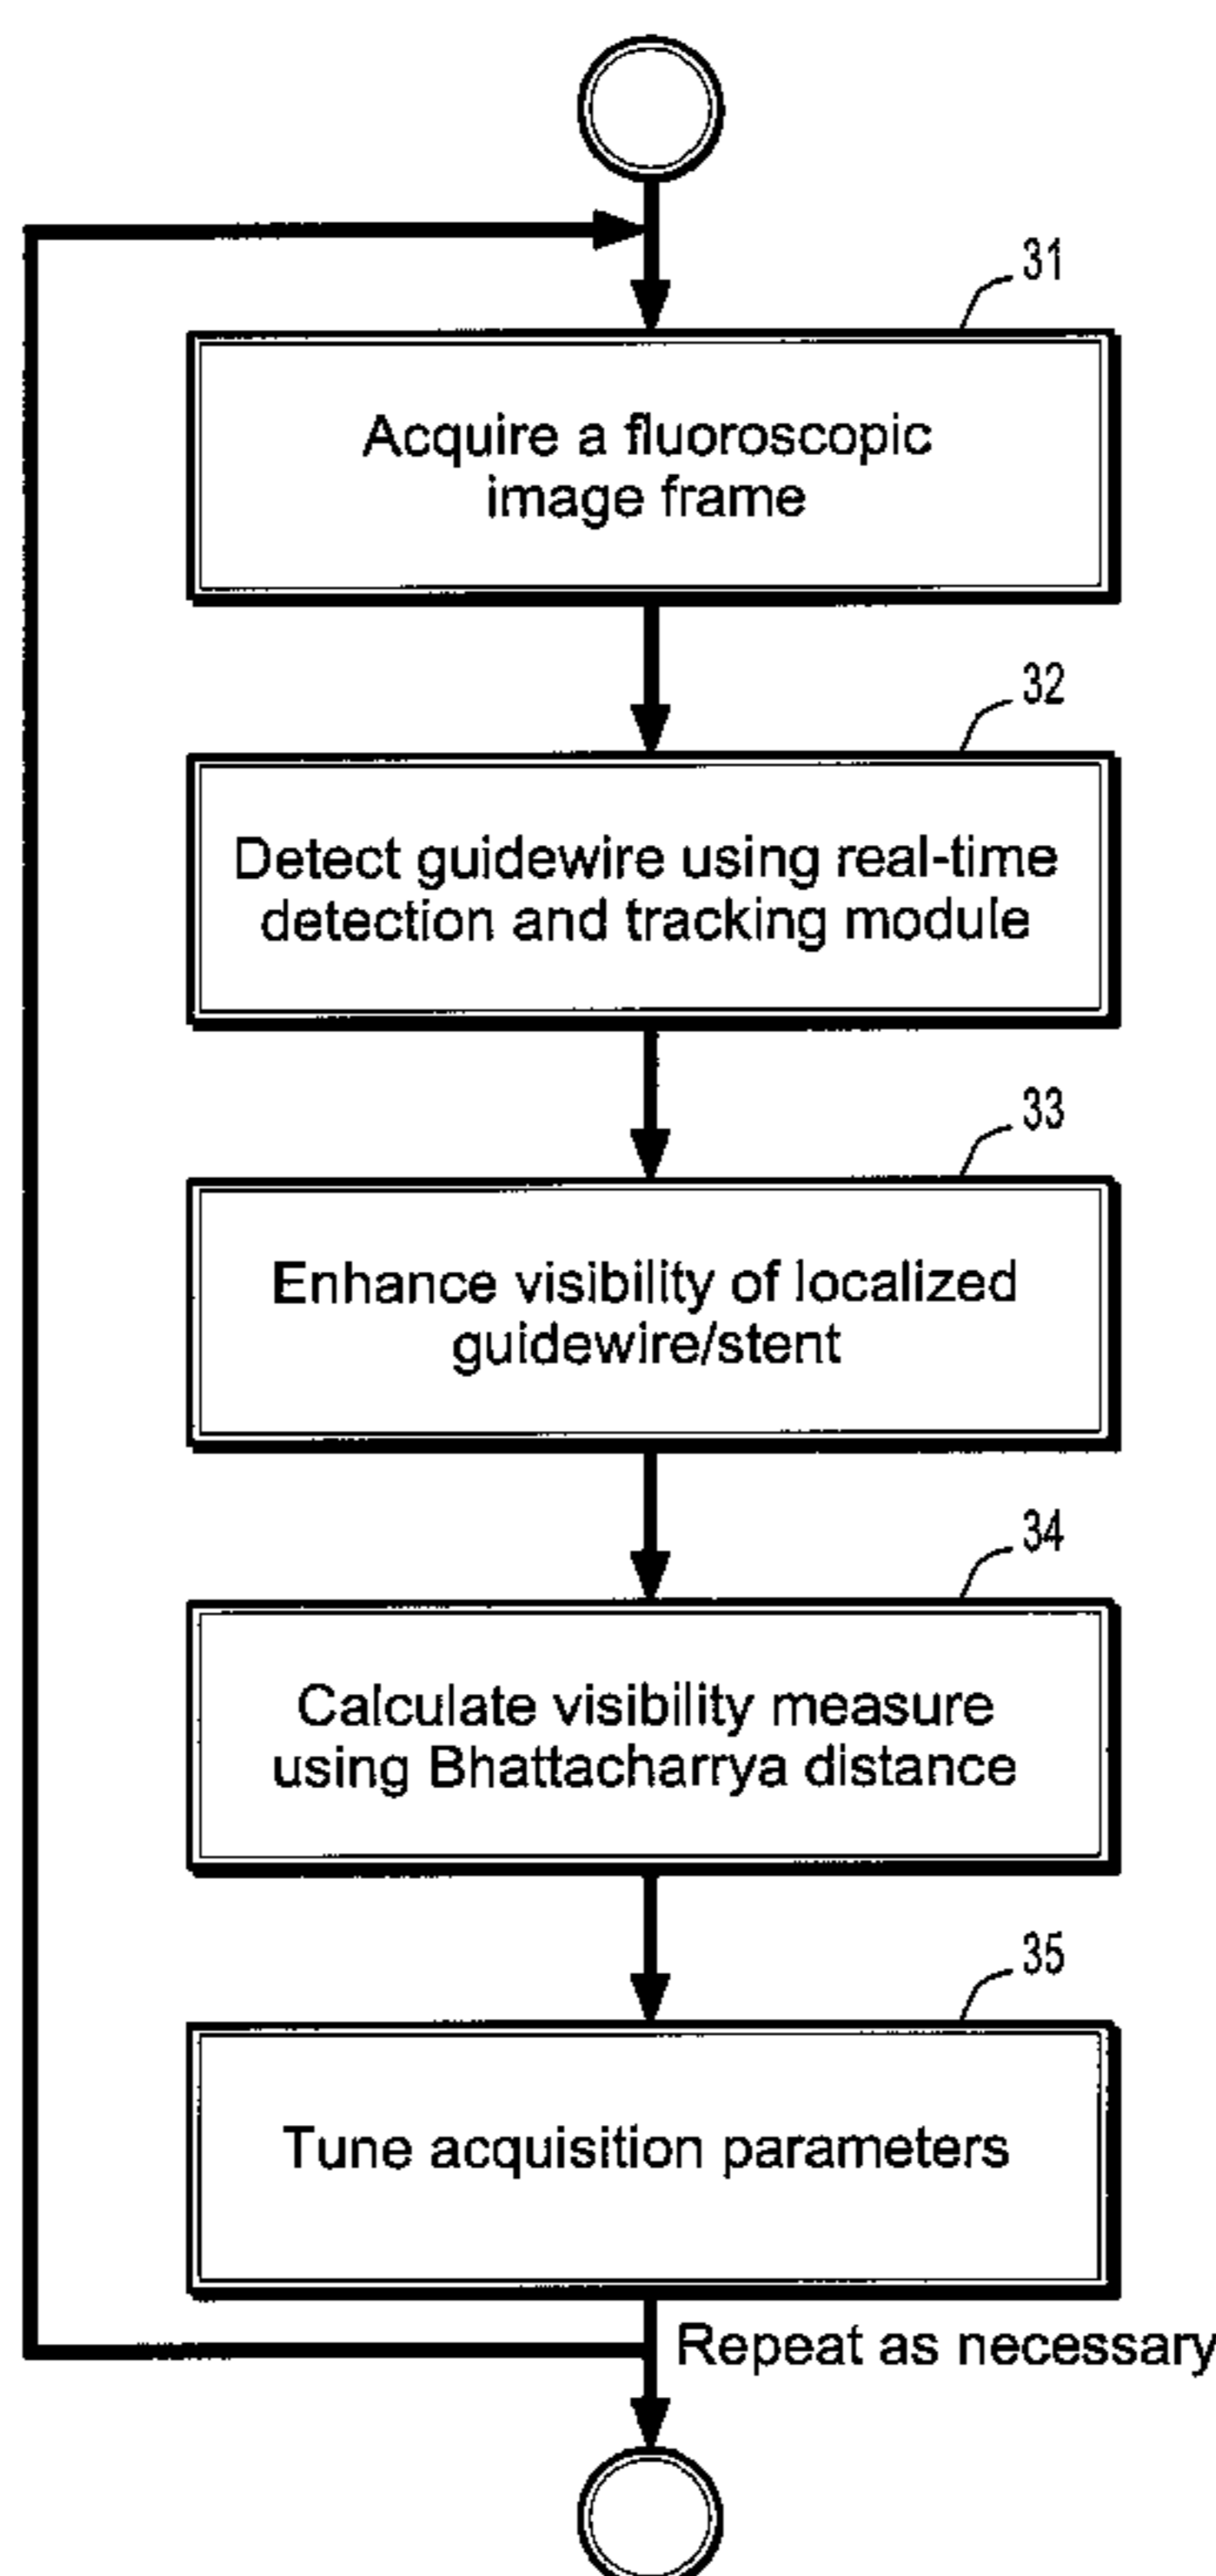 31
Acquire a fluoroscopic
image frame
32
Detect guidewire using real-time
detection and tracking module
33
Enhance visibility of localized
guidewire/stent
34
Calculate visibility measure
using Bhattacharrya distance
35
Tune acquisition parameters
Repeat as necessary